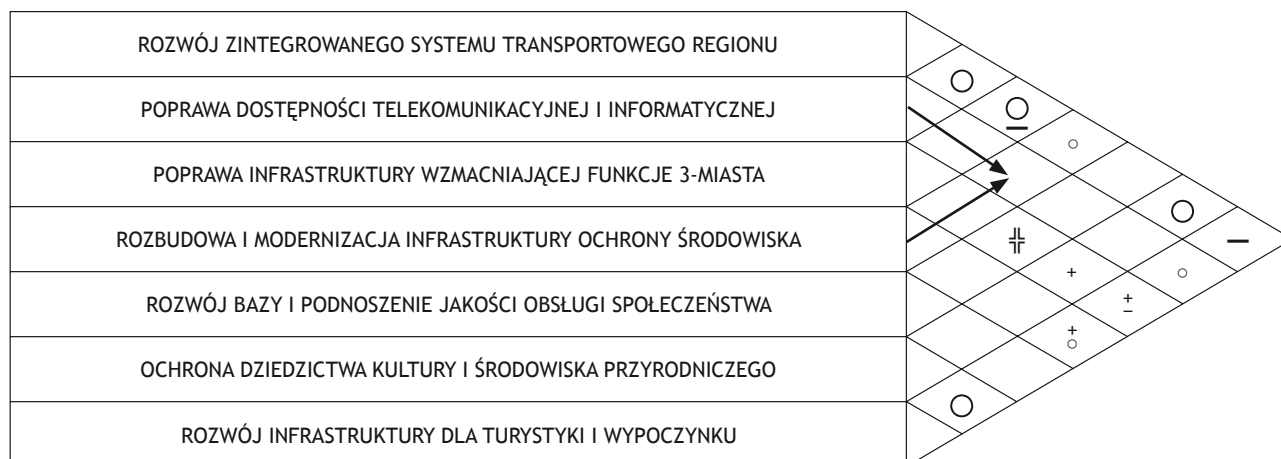 ROZWÓJ ZINTEGROWANEGO SYSTEMU TRANSPORTOWEGO REGIONU
POPRAWA DOSTĘPNOŚCI TELEKOMUNIKACYJNEJ I INFORMATYCZNEJ
POPRAWA INFRASTRUKTURY WZMACNIAJĄCEJ FUNKCJE 3-MIASTA
ROZBUDOWA I MODERNIZACJA INFRASTRUKTURY OCHRONY ŚRODOWISKA
ROZWÓJ BAZY I PODNOSZENIE JAKOŚCI OBSŁUGI SPOŁECZEŃSTWA
OCHRONA DZIEDZICTWA KULTURY I ŚRODOWISKA PRZYRODNICZEGO
ROZWÓJ INFRASTRUKTURY DLA TURYSTYKI I WYPOCZYNKU